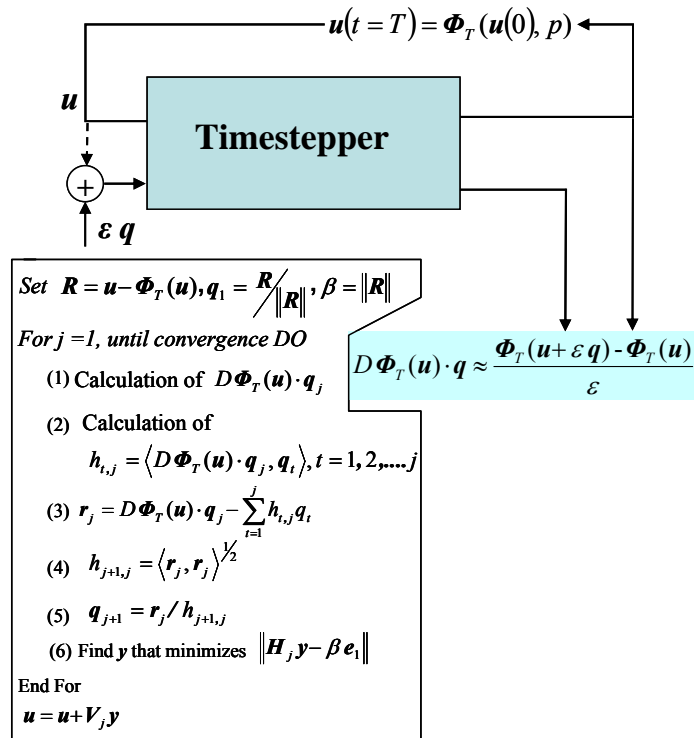 u(t = T) = Φ_T(u(0), p)
u
Timestepper
+
ε q
Set R = u − Φ_T(u), q_1 = R/‖R‖, β = ‖R‖
For j =1, until convergence DO
(1) Calculation of DΦ_T(u)·q_j
DΦ_T(u)·q ≈ Φ_T(u + ε q) - Φ_T(u) / ε
(2) Calculation of
h_{t,j} = ⟨DΦ_T(u)·q_j, q_t⟩, t = 1, 2,....j
(3) r_j = DΦ_T(u)·q_j − ∑_{t=1}^{j} h_{t,j} q_t
(4) h_{j+1,j} = ⟨r_j, r_j⟩^{1/2}
(5) q_{j+1} = r_j / h_{j+1,j}
(6) Find y that minimizes ‖H_j y − β e_1‖
End For
u = u + V_j y